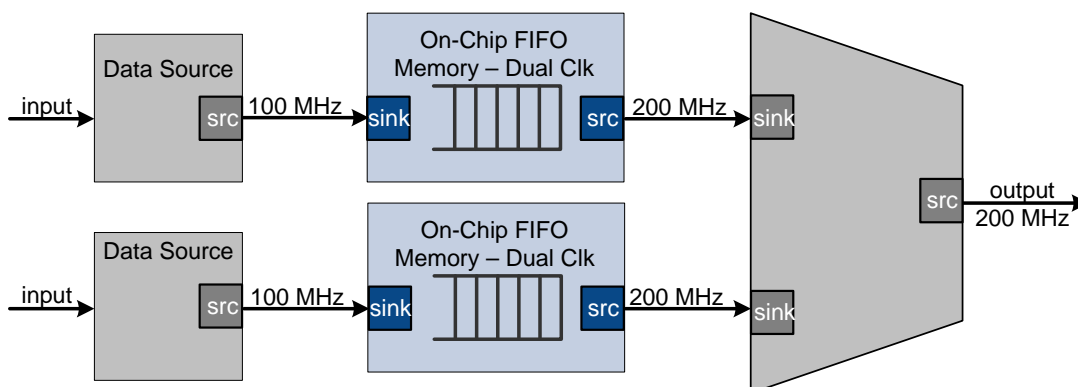 On-Chip FIFO
Memory – Dual Clk
Data Source
input
src
100 MHz
sink
src
200 MHz
sink
src
output
200 MHz
On-Chip FIFO
Memory – Dual Clk
Data Source
input
src
100 MHz
sink
src
200 MHz
sink